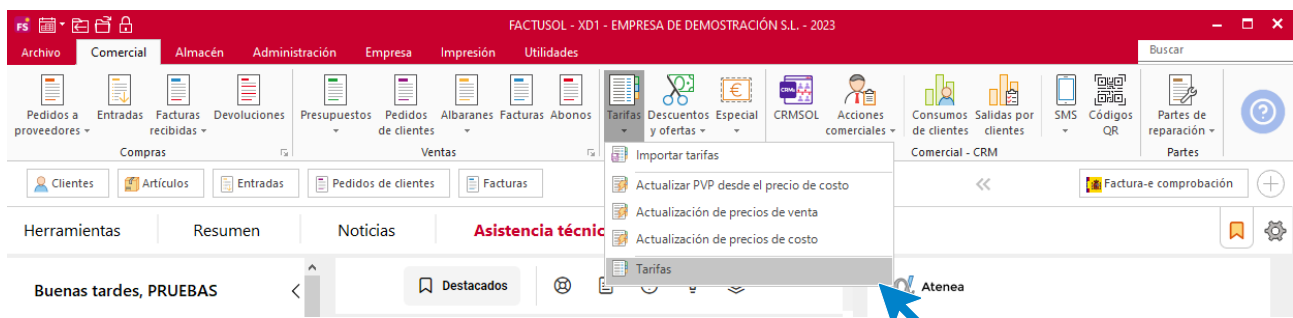 FS
FACTUSOL - XD1 - EMPRESA DE DEMOSTRACIÓN S.L. - 2023
Archivo Comercial Almacén Administración Empresa Impresión Utilidades Buscar
Pedidos a proveedores
Entradas
Facturas recibidas
Devoluciones
Presupuestos
Pedidos de clientes
Albaranes
Facturas
Abonos
Tarifas
Descuentos y ofertas
Especial
CRMSOL
Acciones comerciales
Consumos de clientes
Salidas por clientes
SMS
Códigos QR
Partes de reparación
Compras Ventas Comercial - CRM Partes
Importar tarifas
Actualizar PVP desde el precio de costo
Actualización de precios de venta
Actualización de precios de costo
Tarifas
Clientes Artículos Entradas Pedidos de clientes Facturas Factura-e comprobación
Herramientas Resumen Noticias Asistencia técnic
Buenas tardes, PRUEBAS Destacados Atenea